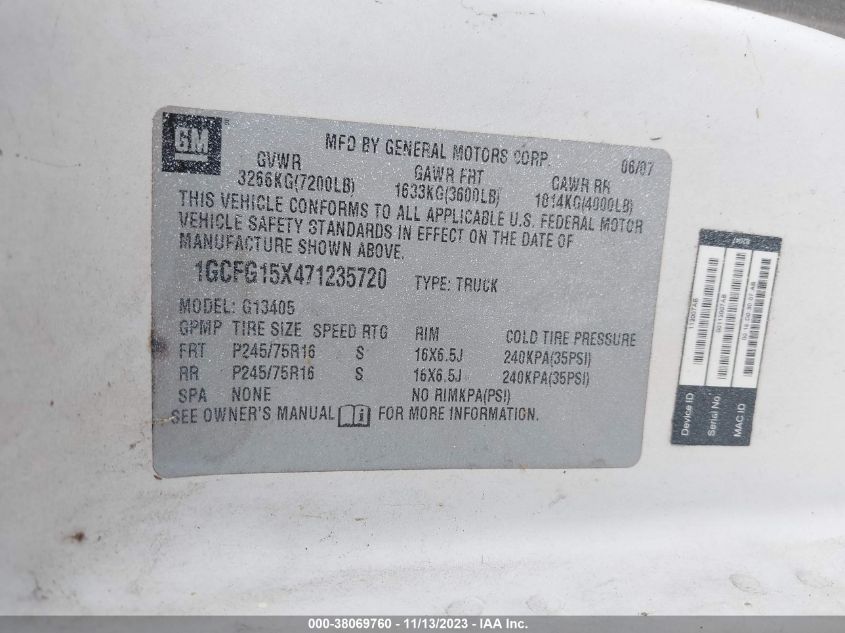 GM
MFD BY GENERAL MOTORS CORP. 06/07
GVWR GAWR FRT GAWR RR
3266KG(7200LB) 1633KG(3600LB) 1814KG(4000LB)
THIS VEHICLE CONFORMS TO ALL APPLICABLE U.S. FEDERAL MOTOR
VEHICLE SAFETY STANDARDS IN EFFECT ON THE DATE OF
MANUFACTURE SHOWN ABOVE.
1GCFG15X471235720 TYPE: TRUCK
MODEL: G13405
GPMP TIRE SIZE SPEED RTG RIM COLD TIRE PRESSURE
FRT P245/75R16 S 16X6.5J 240KPA(35PSI)
RR P245/75R16 S 16X6.5J 240KPA(35PSI)
SPA NONE NO RIMKPA(PSI)
SEE OWNER'S MANUAL FOR MORE INFORMATION.
Device ID 113007AB
Serial No
MAC ID
000-38069760 | 11/13/2023 - IAA Inc.